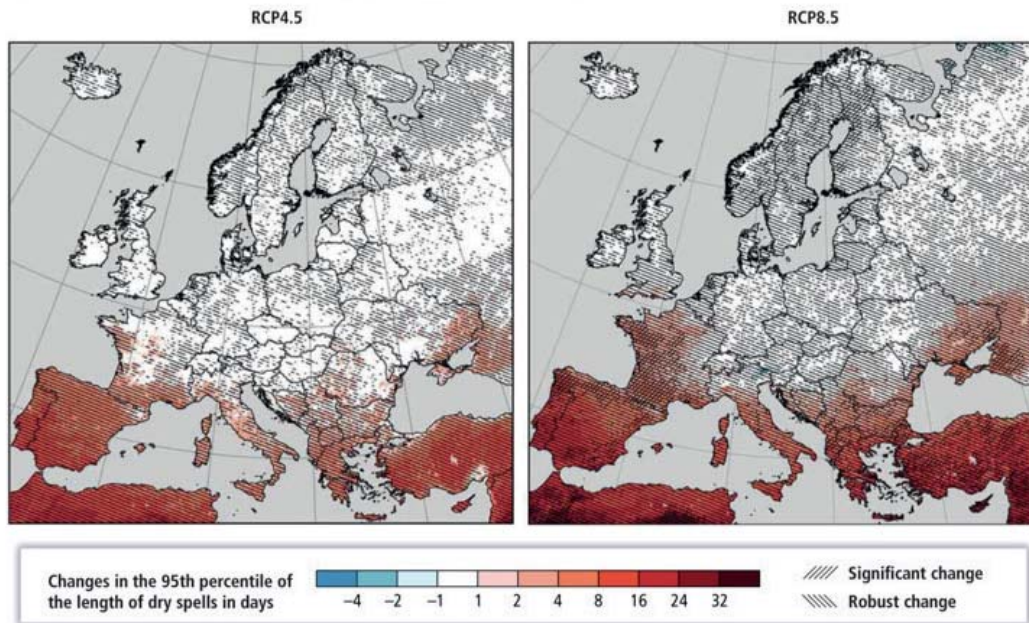 RCP4.5
RCP8.5
Changes in the 95th percentile of
the length of dry spells in days
−4 −2 −1 1 2 4 8 16 24 32
Significant change
Robust change